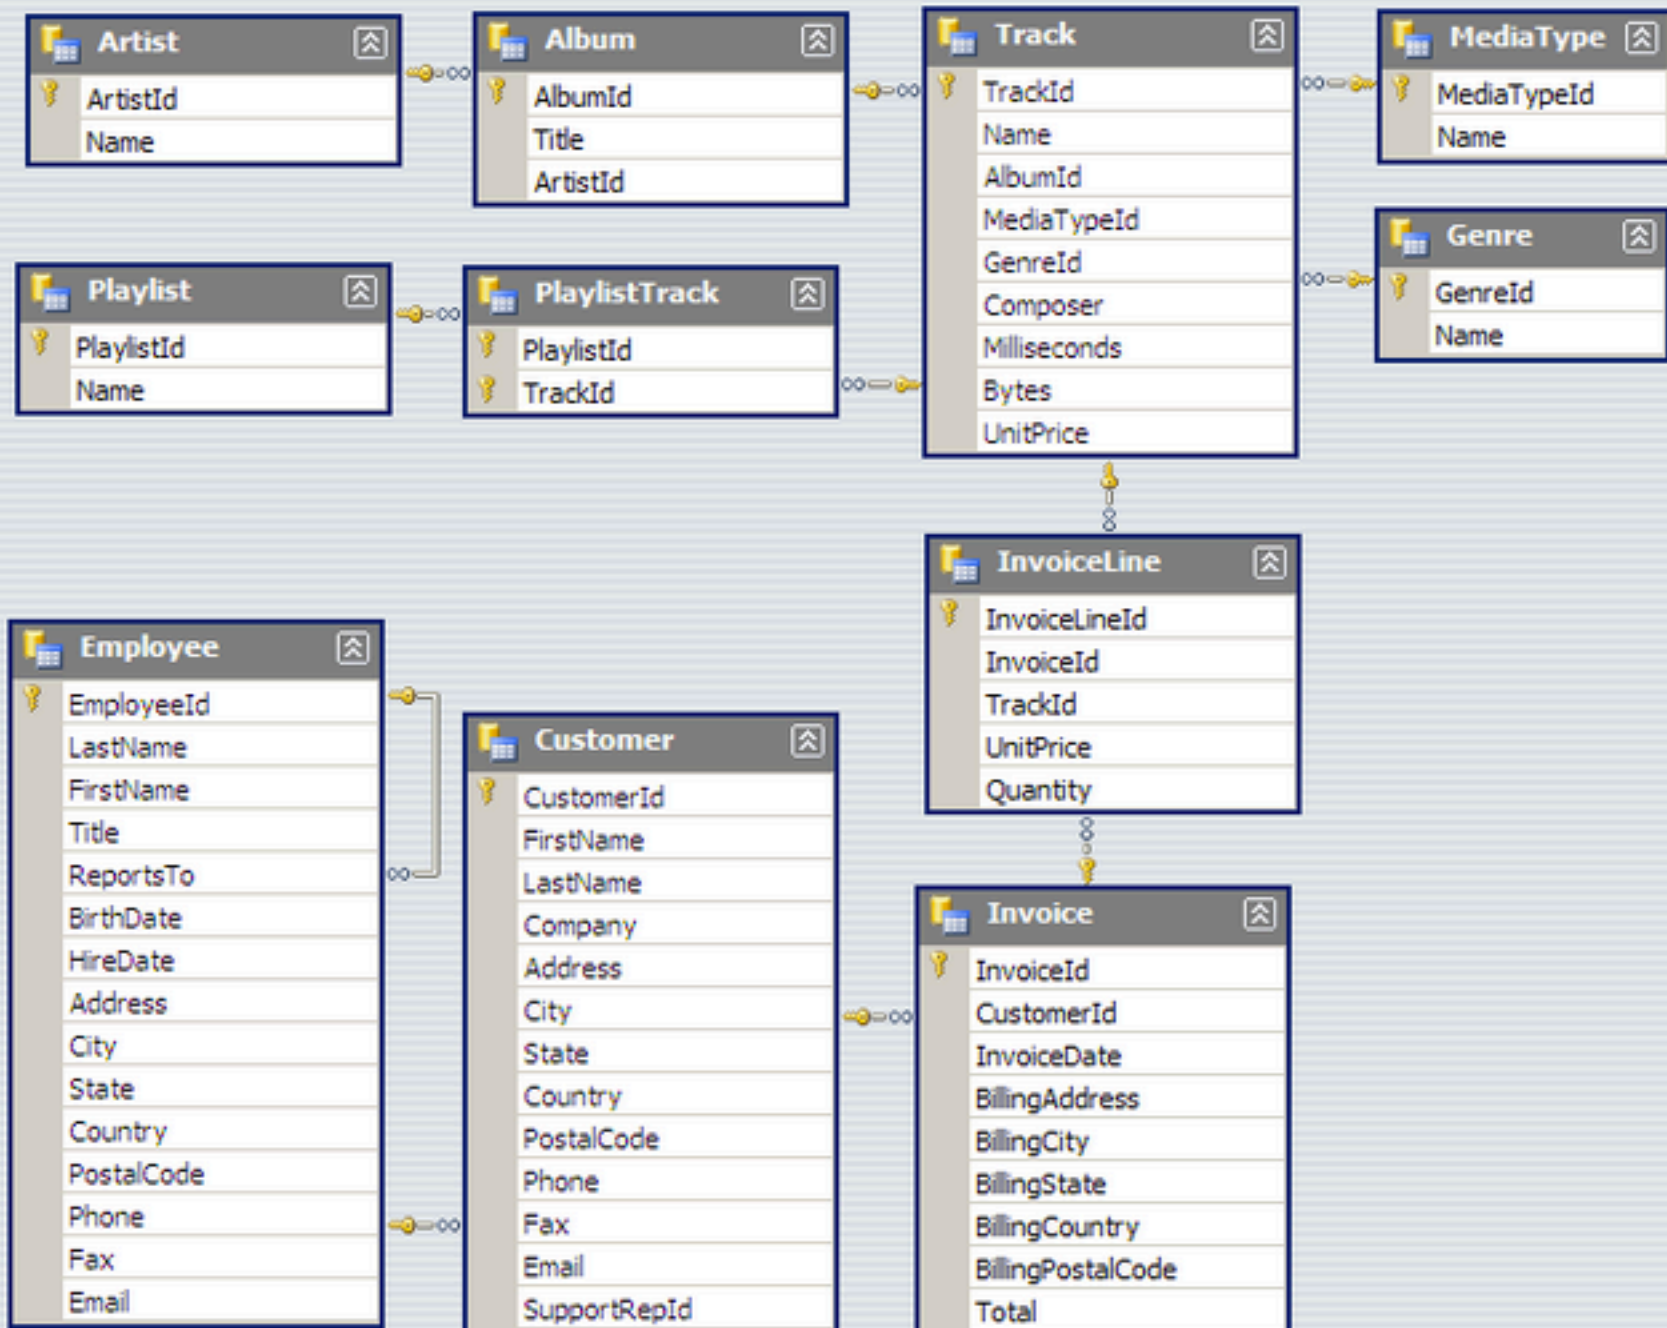 Artist
ArtistId
Name
Album
AlbumId
Title
ArtistId
Track
TrackId
Name
AlbumId
MediaTypeId
GenreId
Composer
Milliseconds
Bytes
UnitPrice
MediaType
MediaTypeId
Name
Genre
GenreId
Name
Playlist
PlaylistId
Name
PlaylistTrack
PlaylistId
TrackId
InvoiceLine
InvoiceLineId
InvoiceId
TrackId
UnitPrice
Quantity
Employee
EmployeeId
LastName
FirstName
Title
ReportsTo
BirthDate
HireDate
Address
City
State
Country
PostalCode
Phone
Fax
Email
Customer
CustomerId
FirstName
LastName
Company
Address
City
State
Country
PostalCode
Phone
Fax
Email
SupportRepId
Invoice
InvoiceId
CustomerId
InvoiceDate
BillingAddress
BillingCity
BillingState
BillingCountry
BillingPostalCode
Total